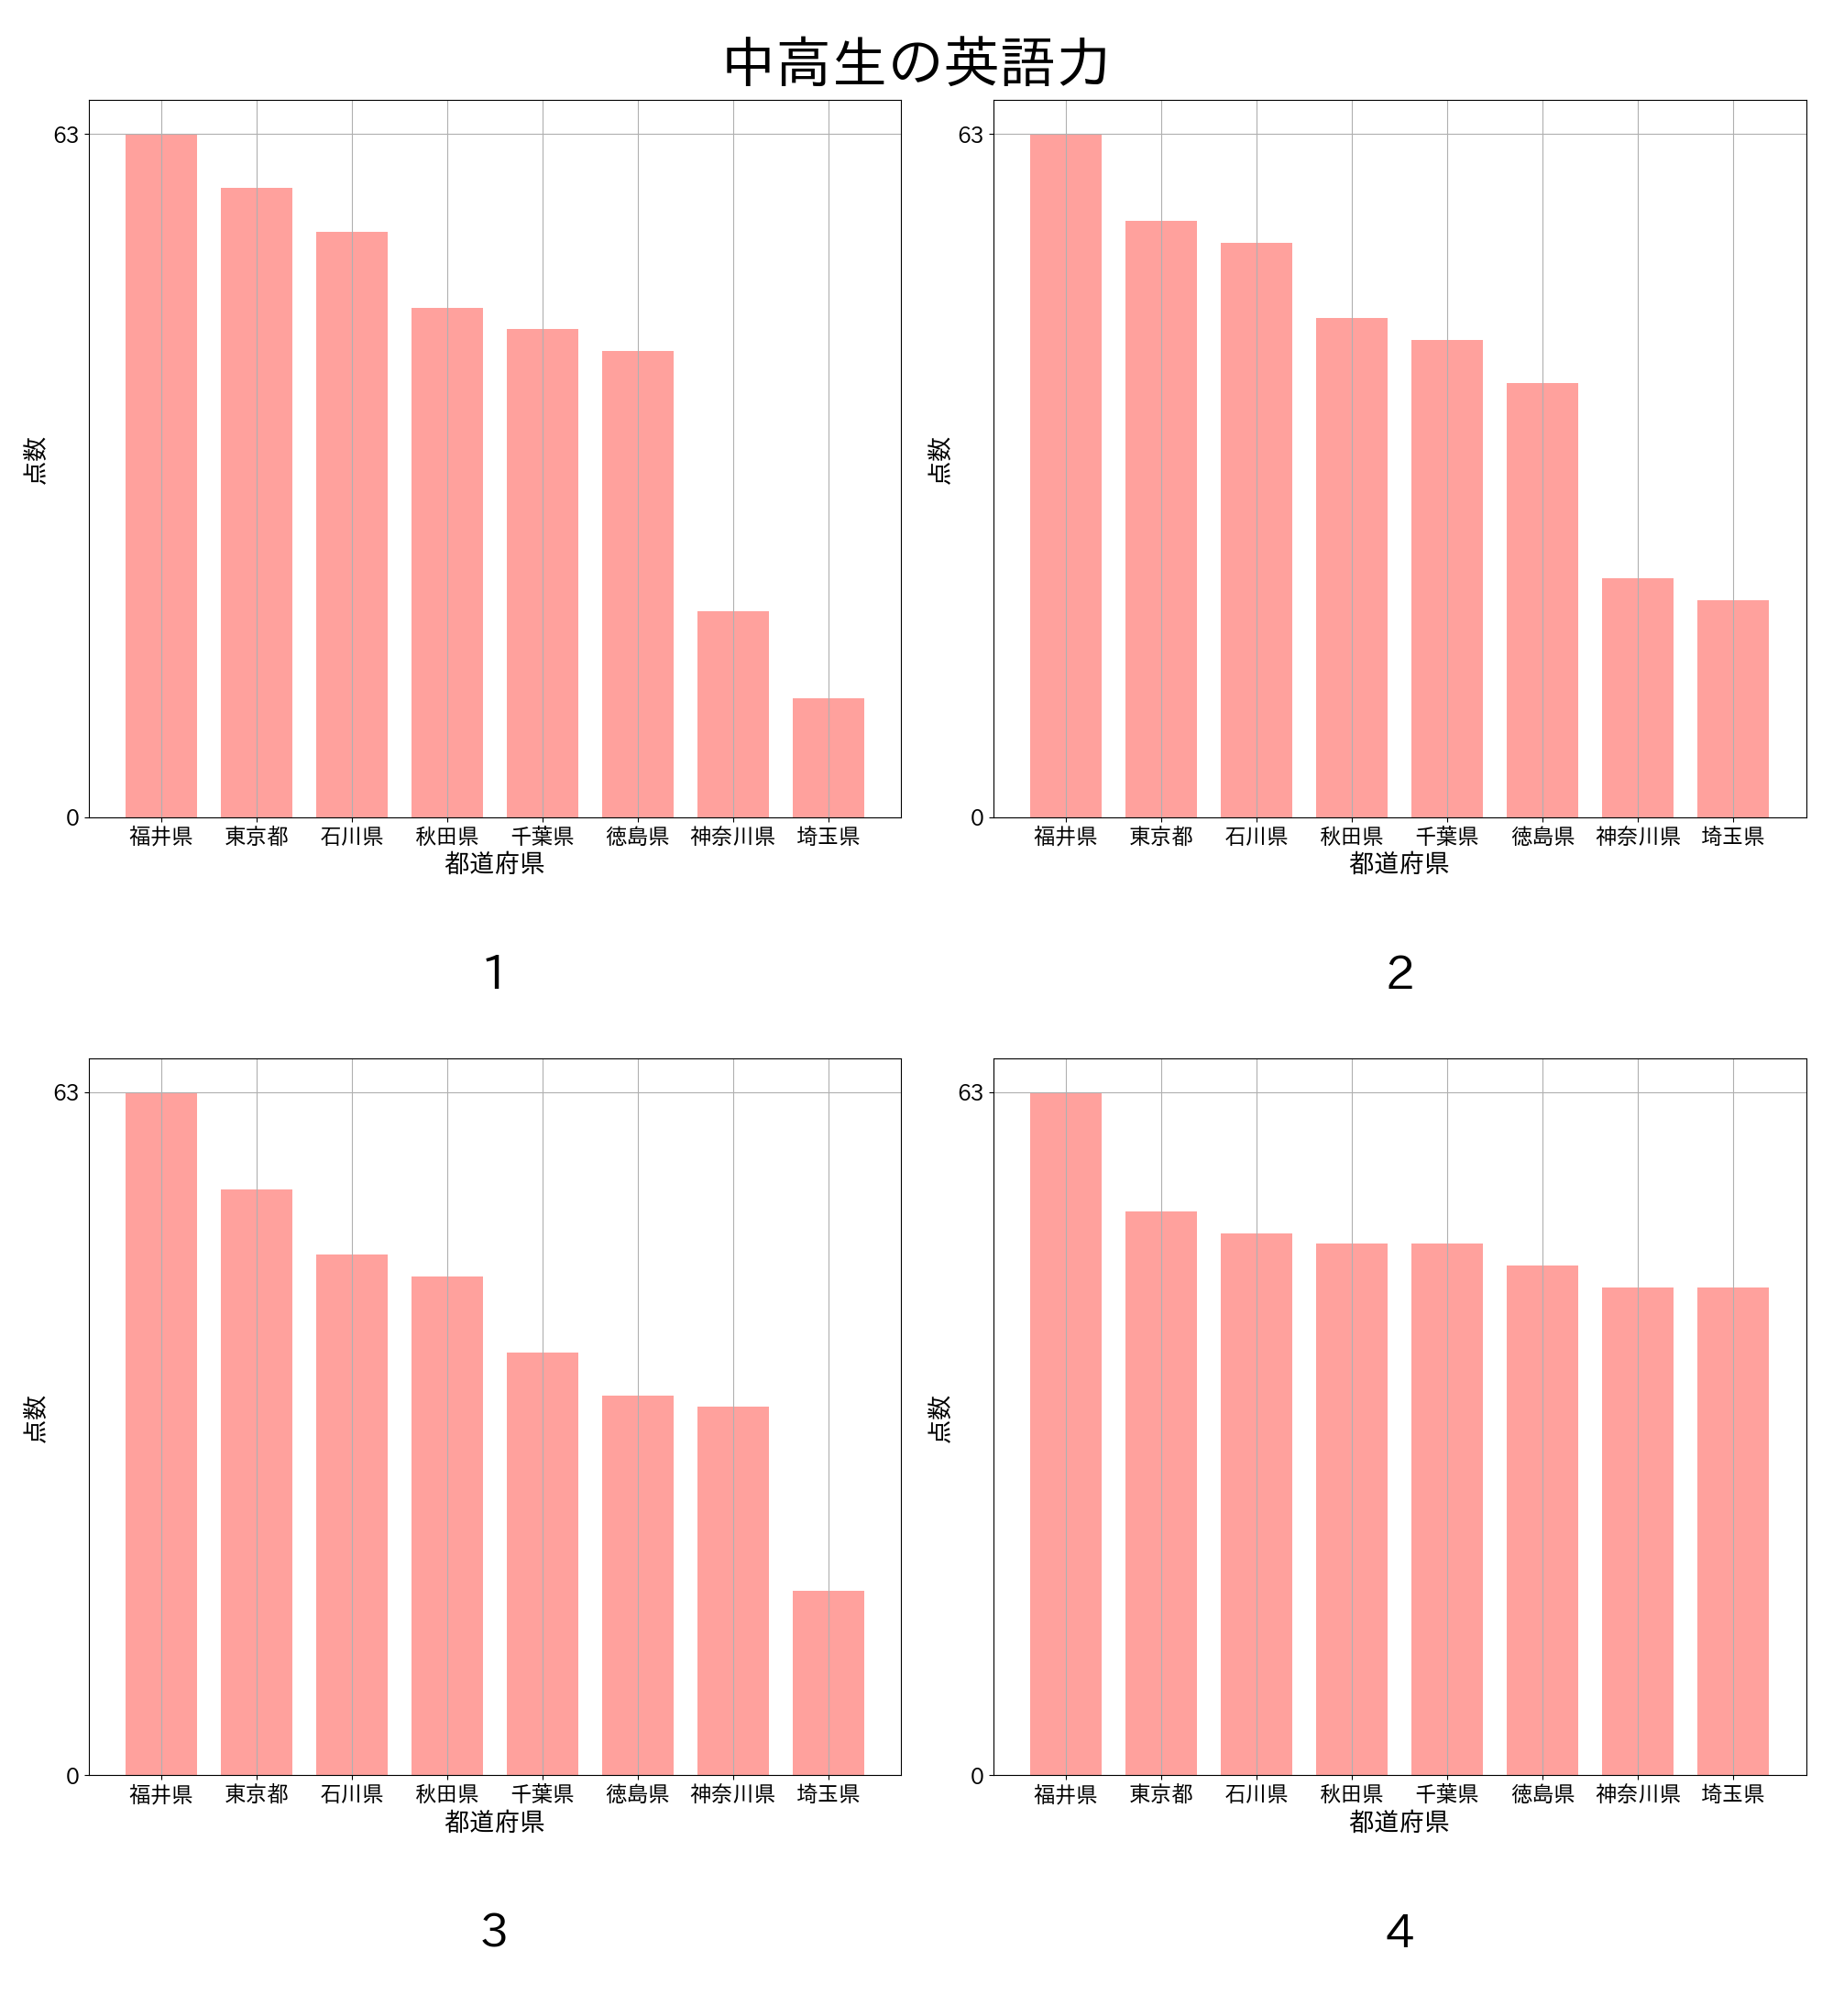 中高生の英語力
63
0
点数
福井県 東京都 石川県 秋田県 千葉県 徳島県 神奈川県 埼玉県
都道府県
1
63
0
点数
福井県 東京都 石川県 秋田県 千葉県 徳島県 神奈川県 埼玉県
都道府県
2
63
0
点数
福井県 東京都 石川県 秋田県 千葉県 徳島県 神奈川県 埼玉県
都道府県
3
63
0
点数
福井県 東京都 石川県 秋田県 千葉県 徳島県 神奈川県 埼玉県
都道府県
4